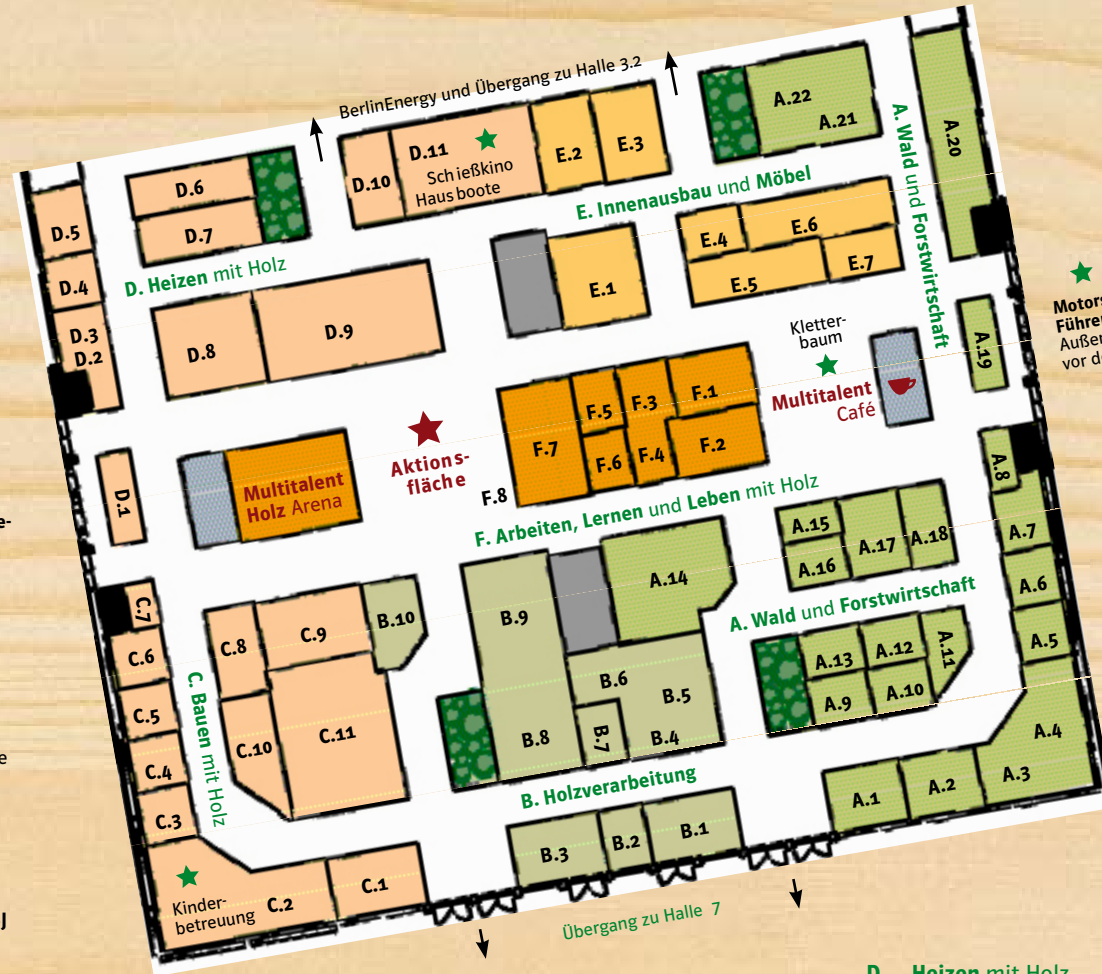 BerlinEnergy und Übergang zu Halle 3.2
A.22
A.21
A. Wald und Forstwirtschaft
A.20
D.11
Schießkino
Hausboote
D.10
E.2
E.3
D.6
D.7
D.5
D.4
D.3
D.2
D. Heizen mit Holz
E. Innenausbau und Möbel
E.4
E.6
E.5
E.7
E.1
D.8
D.9
Kletter-
baum
Multitalent
Café
A.19
Motors
Führe
Auße
vor d
F.7
F.5
F.3
F.1
F.6
F.4
F.2
F.8
Aktions-
fläche
Multitalent
Holz Arena
D.1
e-
F. Arbeiten, Lernen und Leben mit Holz
A.8
A.7
A.6
A.5
A.15
A.16
A.17
A.18
A. Wald und Forstwirtschaft
A.14
B.9
B.10
C.7
C.6
C.5
C.4
C.3
C.8
C.9
C.10
C.11
C. Bauen mit Holz
B.6
B.5
B.8
B.7
B.4
A.13
A.12
A.11
A.9
A.10
A.4
A.3
A.2
A.1
B. Holzverarbeitung
B.3
B.2
B.1
e
Kinder-
betreuung
C.2
C.1
J
Übergang zu Halle 7
D. Heizen mit Holz